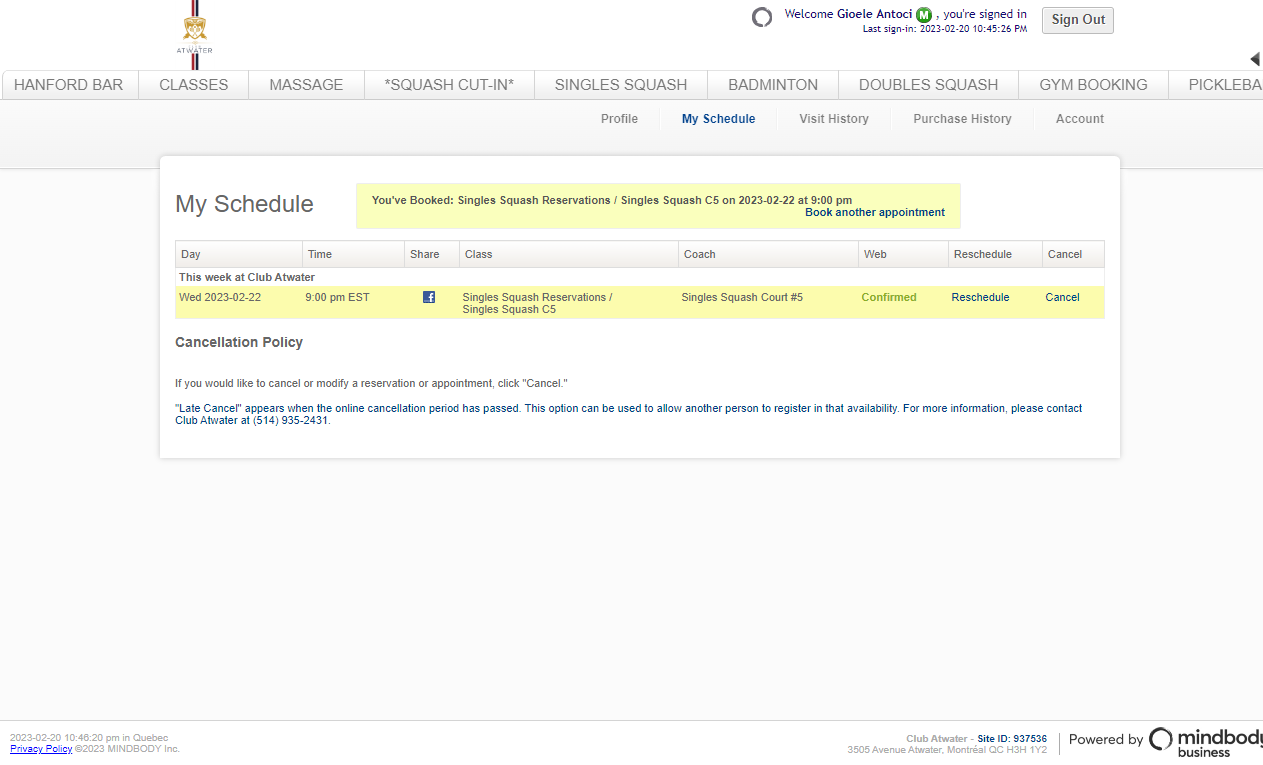 ATWATER
Welcome Gioele Antoci M , you're signed in
Last sign-in: 2023-02-20 10:45:26 PM
Sign Out
HANFORD BAR CLASSES MASSAGE *SQUASH CUT-IN* SINGLES SQUASH BADMINTON DOUBLES SQUASH GYM BOOKING PICKLEBA
Profile My Schedule Visit History Purchase History Account
My Schedule
You've Booked: Singles Squash Reservations / Singles Squash C5 on 2023-02-22 at 9:00 pm
Book another appointment
Day Time Share Class Coach Web Reschedule Cancel
This week at Club Atwater
Wed 2023-02-22 9:00 pm EST f Singles Squash Reservations / Singles Squash Court #5 Confirmed Reschedule Cancel
Singles Squash C5
Cancellation Policy
If you would like to cancel or modify a reservation or appointment, click "Cancel."
"Late Cancel" appears when the online cancellation period has passed. This option can be used to allow another person to register in that availability. For more information, please contact
Club Atwater at (514) 935-2431.
2023-02-20 10:46:20 pm in Quebec
Privacy Policy ©2023 MINDBODY Inc.
Club Atwater - Site ID: 937536
3505 Avenue Atwater, Montréal QC H3H 1Y2
Powered by mindbody
business